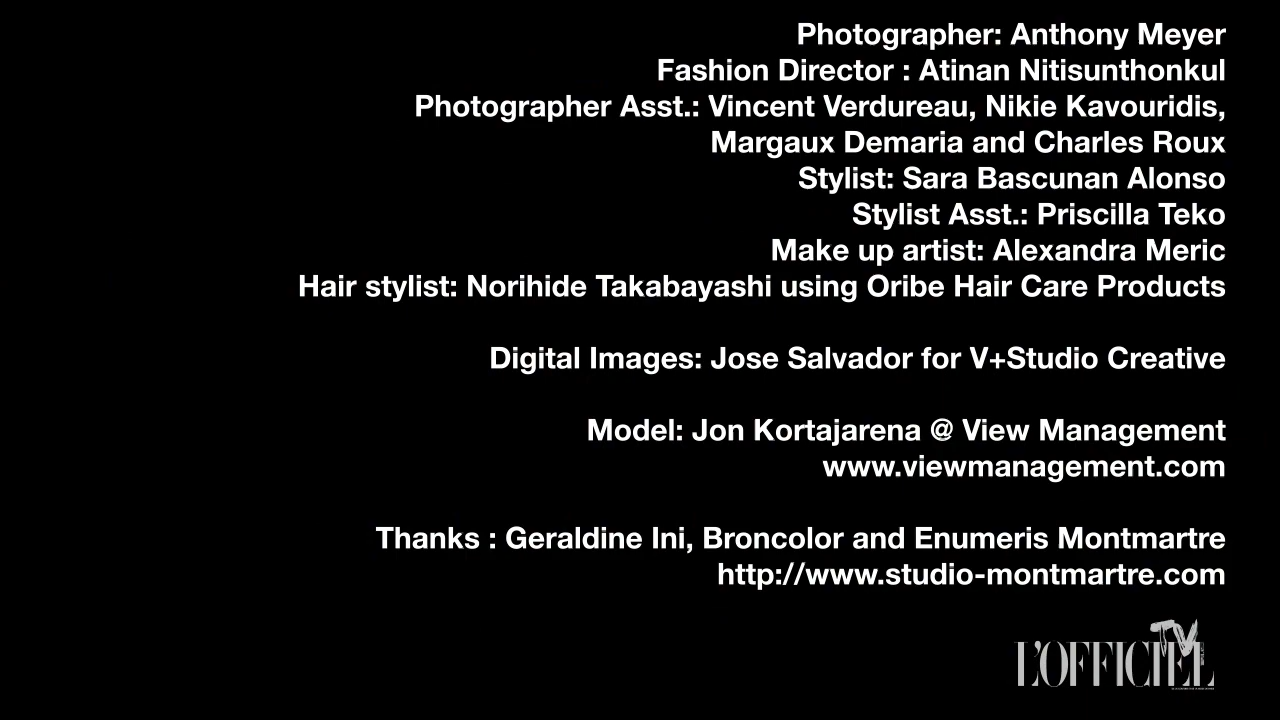 Photographer: Anthony Meyer
Fashion Director : Atinan Nitisunthonkul
Photographer Asst.: Vincent Verdureau, Nikie Kavouridis,
Margaux Demaria and Charles Roux
Stylist: Sara Bascunan Alonso
Stylist Asst.: Priscilla Teko
Make up artist: Alexandra Meric
Hair stylist: Norihide Takabayashi using Oribe Hair Care Products
Digital Images: Jose Salvador for V+Studio Creative
Model: Jon Kortajarena @ View Management
www.viewmanagement.com
Thanks : Geraldine Ini, Broncolor and Enumeris Montmartre
http://www.studio-montmartre.com
TV
L'OFFICIEL